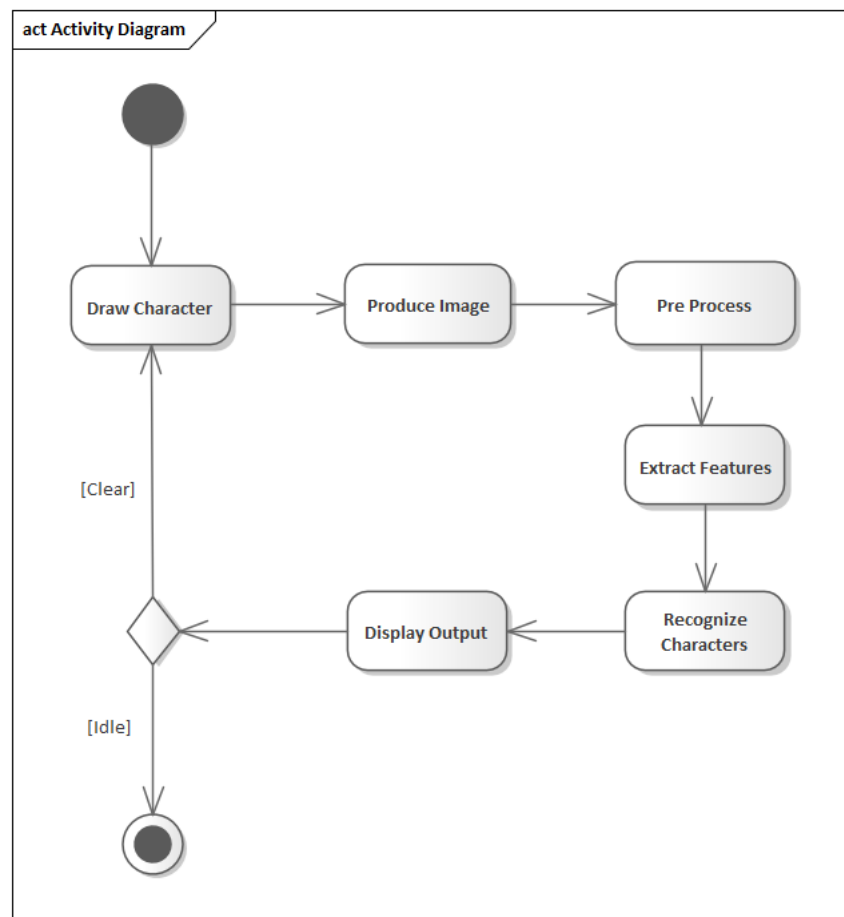 act Activity Diagram
Draw Character
Produce Image
Pre Process
Extract Features
Recognize
Characters
Display Output
[Clear]
[Idle]